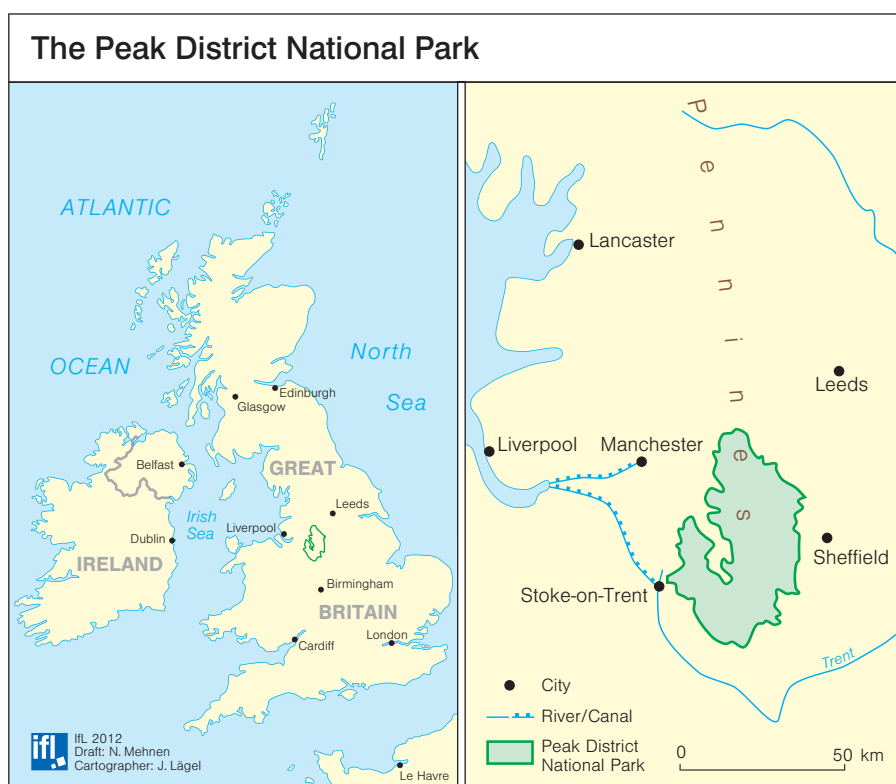 The Peak District National Park
ATLANTIC
OCEAN
North
Sea
Edinburgh
Glasgow
GREAT
Belfast
Leeds
Irish
Sea
Liverpool
Dublin
IRELAND
Birmingham
BRITAIN
Cardiff
London
Le Havre
ifl
IfL 2012
Draft: N. Mehnen
Cartographer: J. Lägel
Pennines
Lancaster
Leeds
Liverpool
Manchester
Sheffield
Stoke-on-Trent
Trent
City
River/Canal
Peak District
National Park
0 50 km